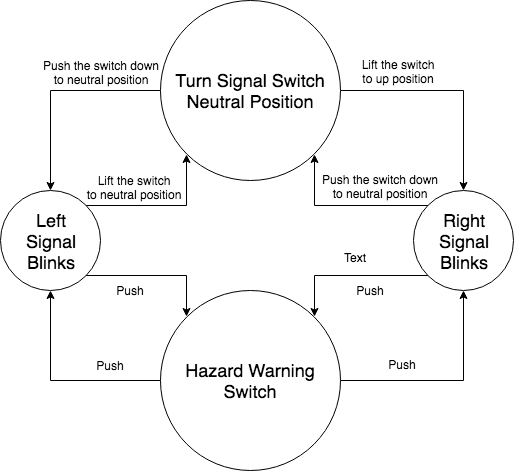 Push the switch down
to neutral position
Turn Signal Switch
Neutral Position
Lift the switch
to up position
Lift the switch
to neutral position
Push the switch down
to neutral position
Left
Signal
Blinks
Right
Signal
Blinks
Text
Push
Push
Hazard Warning
Switch
Push
Push